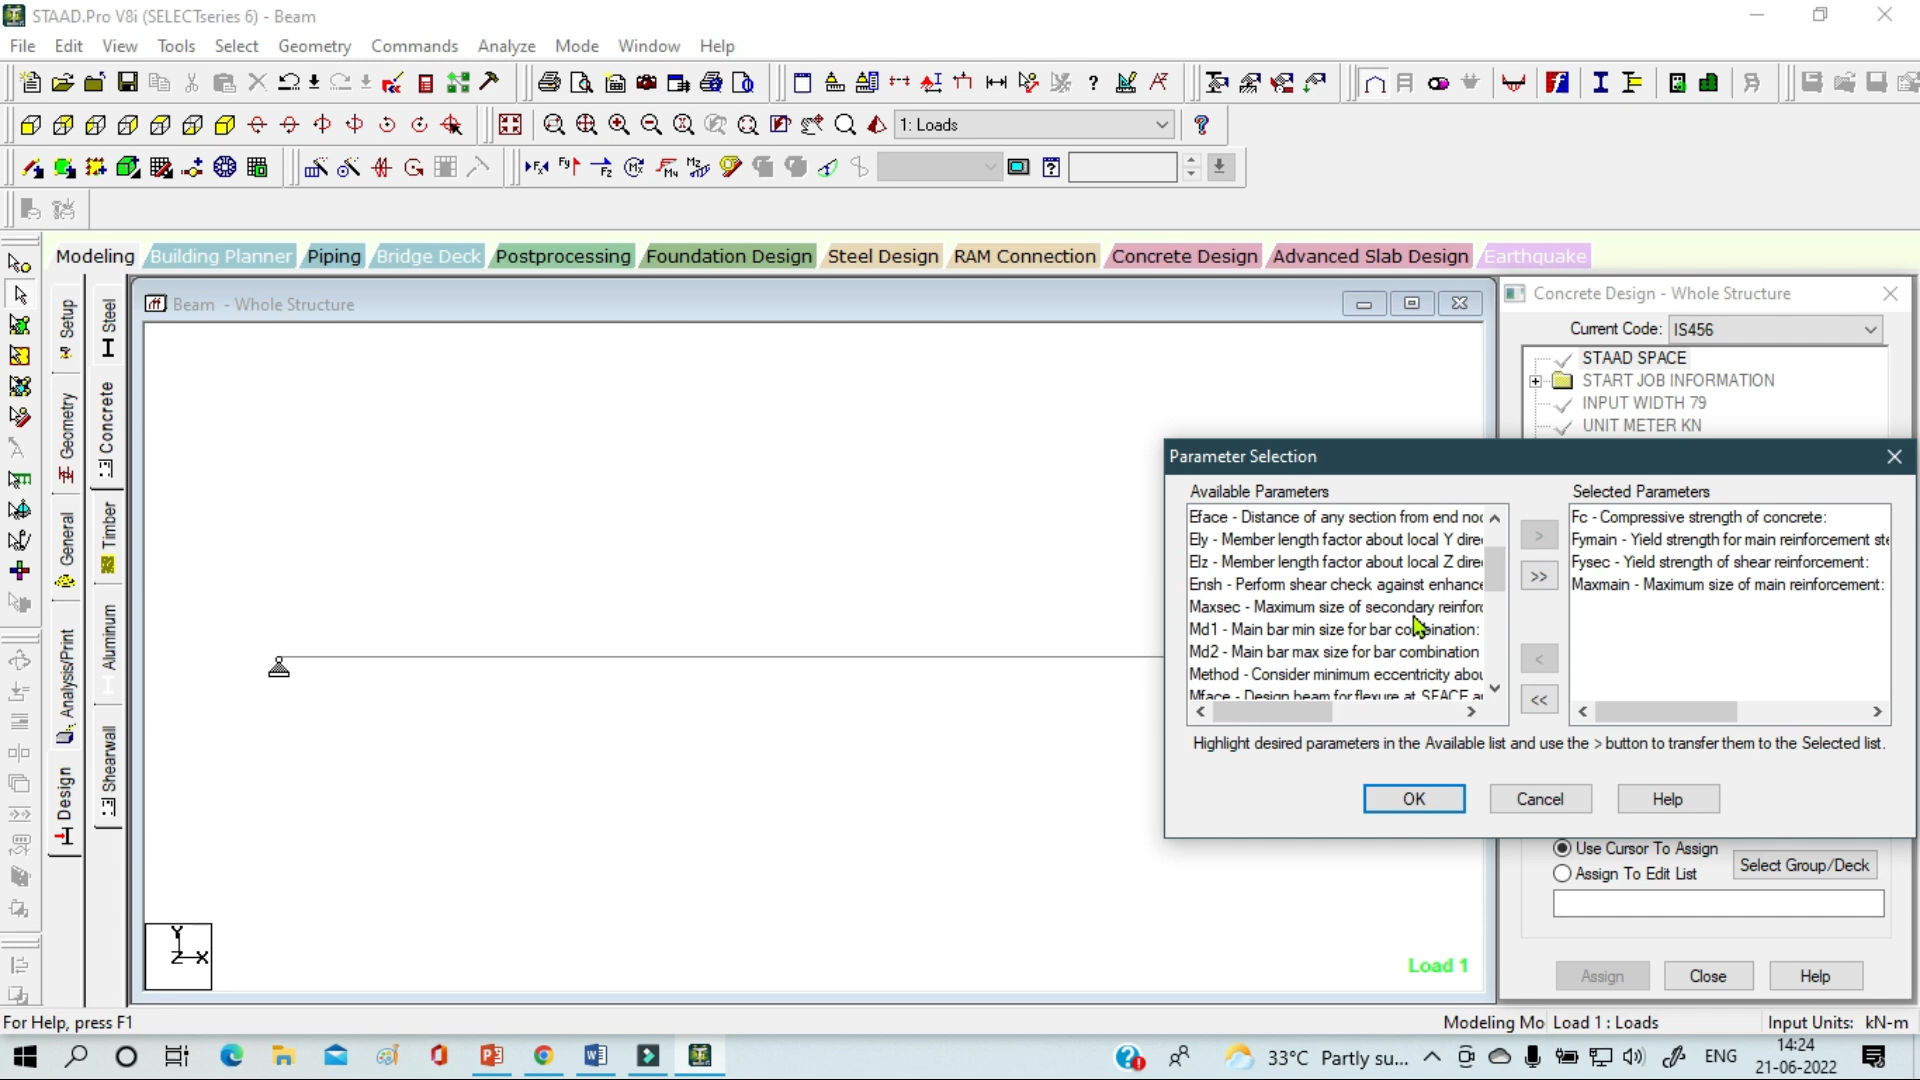 STAAD.Pro V8i (SELECTseries 6) - Beam
File Edit View Tools Select Geometry Commands Analyze Mode Window Help
1: Loads
Modeling Building Planner Piping Bridge Deck Postprocessing Foundation Design Steel Design RAM Connection Concrete Design Advanced Slab Design Earthquake
Setup
Geometry
General
Analysis/Print
Design
Steel
Concrete
Timber
Aluminum
Shearwall
Beam - Whole Structure
Load 1
Y
Z X
Concrete Design - Whole Structure
Current Code: IS456
STAAD SPACE
START JOB INFORMATION
INPUT WIDTH 79
UNIT METER KN
Parameter Selection
Available Parameters
Eface - Distance of any section from end
Ely - Member length factor about local Y
Elz - Member length factor about local Z
Ensh - Perform shear check against
Maxsec - Maximum size of secondary
Md1 - Main bar min size for bar combination:
Md2 - Main bar max size for bar combination
Method - Consider minimum eccentricity
Mface - Design beam for flexure at SFACE
Selected Parameters
Fc - Compressive strength of concrete:
Fymain - Yield strength for main reinforcement
Fysec - Yield strength of shear reinforcement:
Maxmain - Maximum size of main reinforcement:
>
>>
<
<<
Highlight desired parameters in the Available list and use the > button to transfer them to the Selected list.
OK Cancel Help
Use Cursor To Assign
Assign To Edit List
Select Group/Deck
Assign Close Help
For Help, press F1
Modeling Mo Load 1 : Loads Input Units: kN-m
33°C Partly su... ENG
14:24
21-06-2022